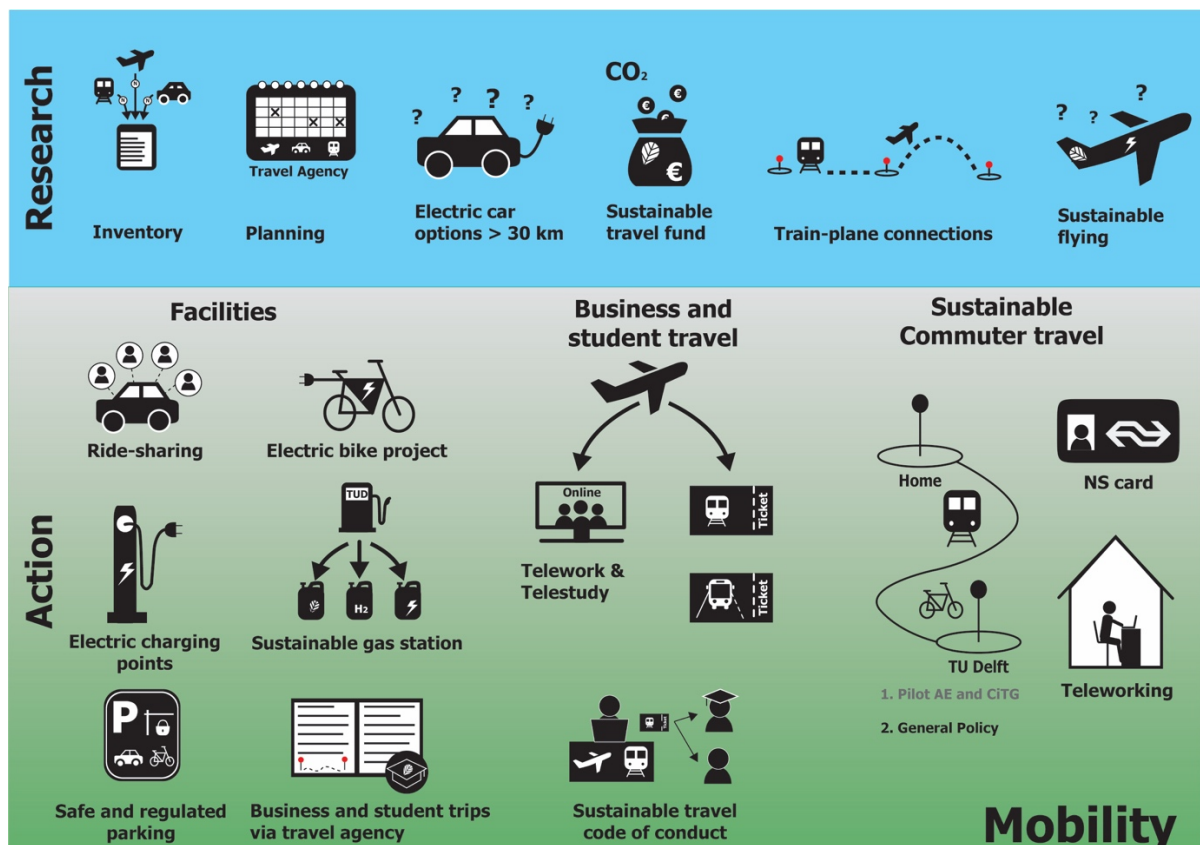 Research
CO₂
? ? ? ?
? ? ?
€ € €
N N N
Travel Agency
Inventory
Planning
Electric car
options > 30 km
Sustainable
travel fund
Train-plane connections
Sustainable
flying
Action
Facilities
Ride-sharing
Electric bike project
TUD
H₂
Electric charging
points
Sustainable gas station
P
Safe and regulated
parking
Business and student trips
via travel agency
Business and
student travel
Online
Ticket
Ticket
Telework &
Telestudy
Sustainable travel
code of conduct
Sustainable
Commuter travel
Home
NS card
TU Delft
1. Pilot AE and CiTG
2. General Policy
Teleworking
Mobility